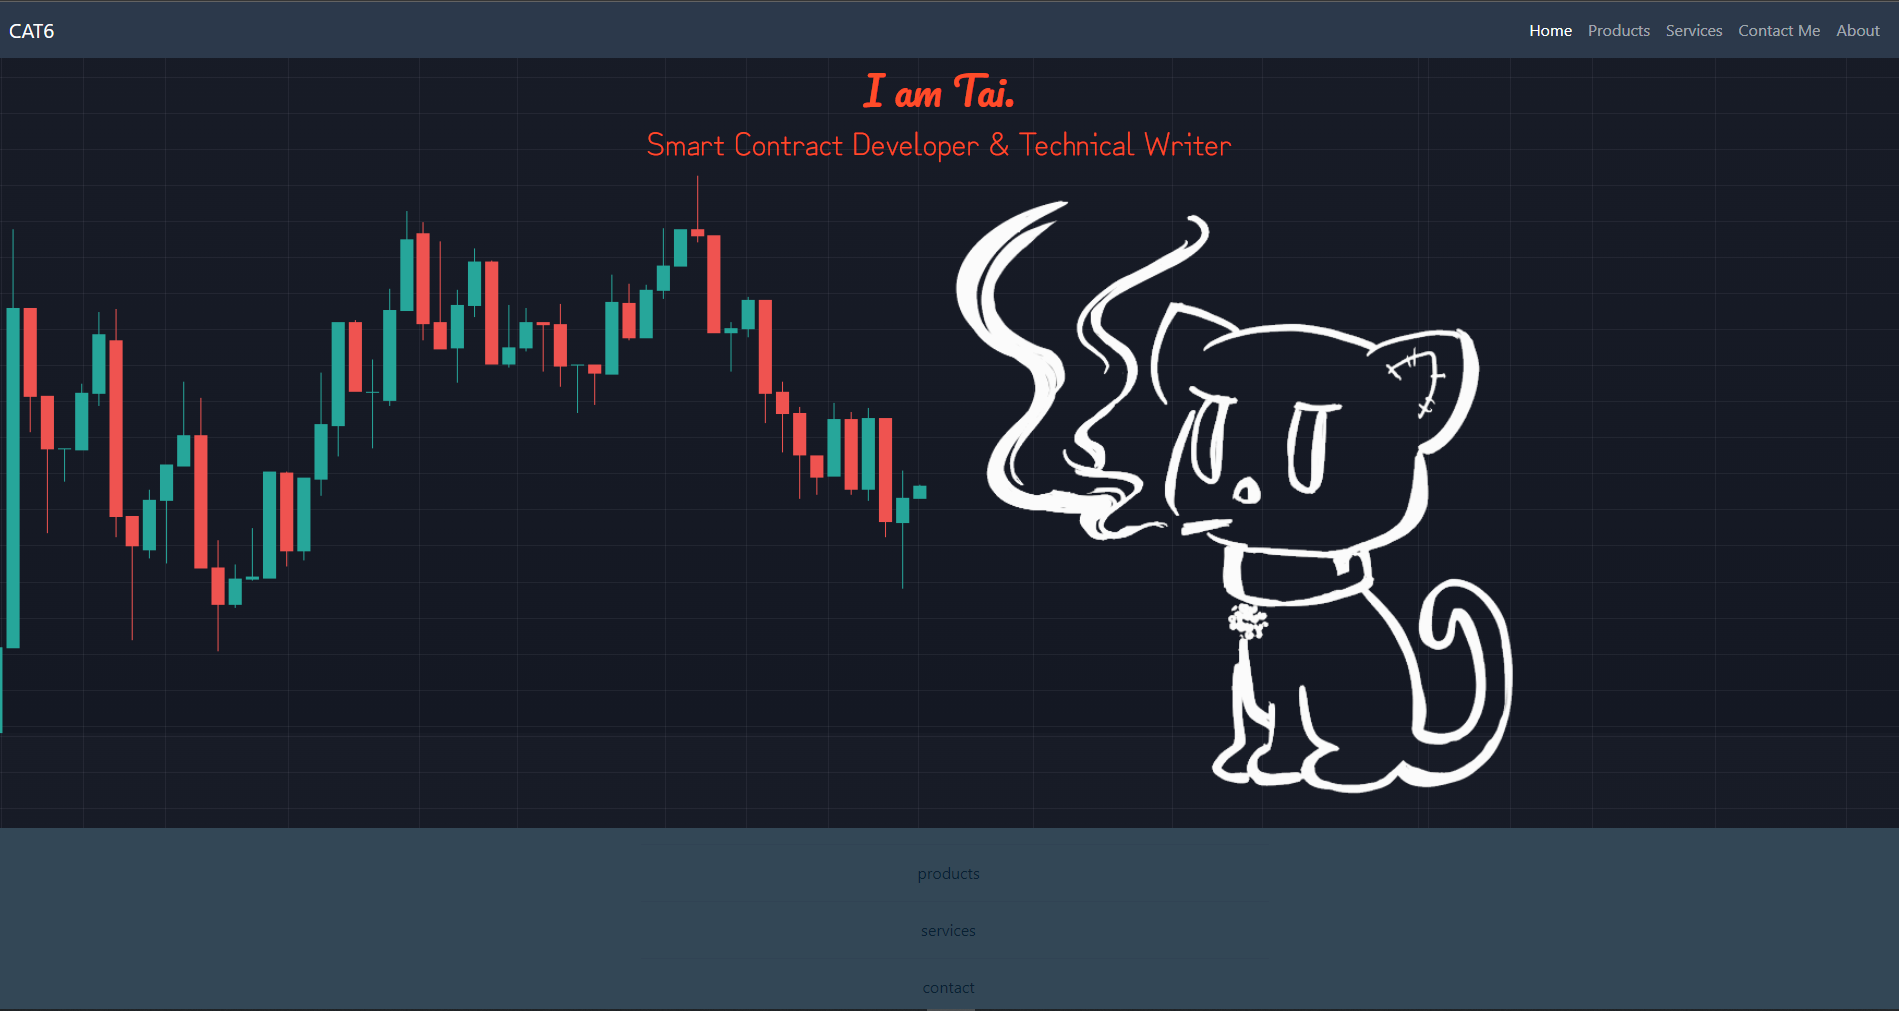 CAT6
Home Products Services Contact Me About
I am Tai.
Smart Contract Developer & Technical Writer
products
services
contact